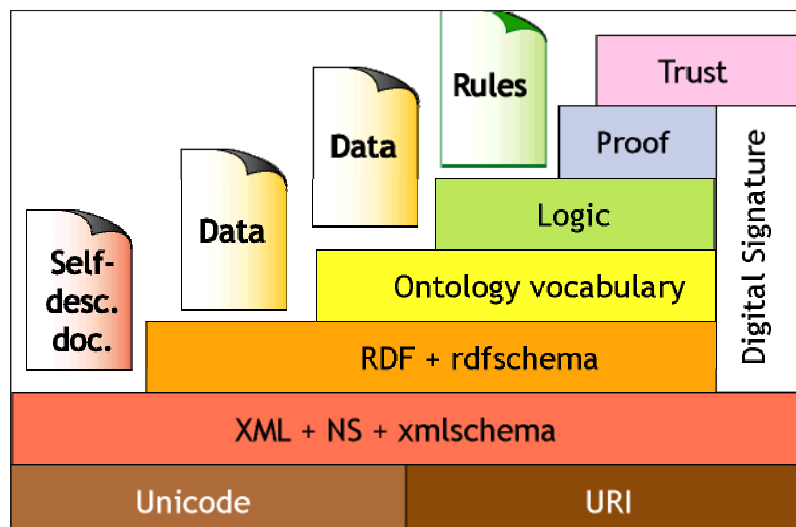 Rules
Trust
Data
Proof
Data
Logic
Self-
desc.
doc.
Ontology vocabulary
Digital Signature
RDF + rdfschema
XML + NS + xmlschema
Unicode
URI